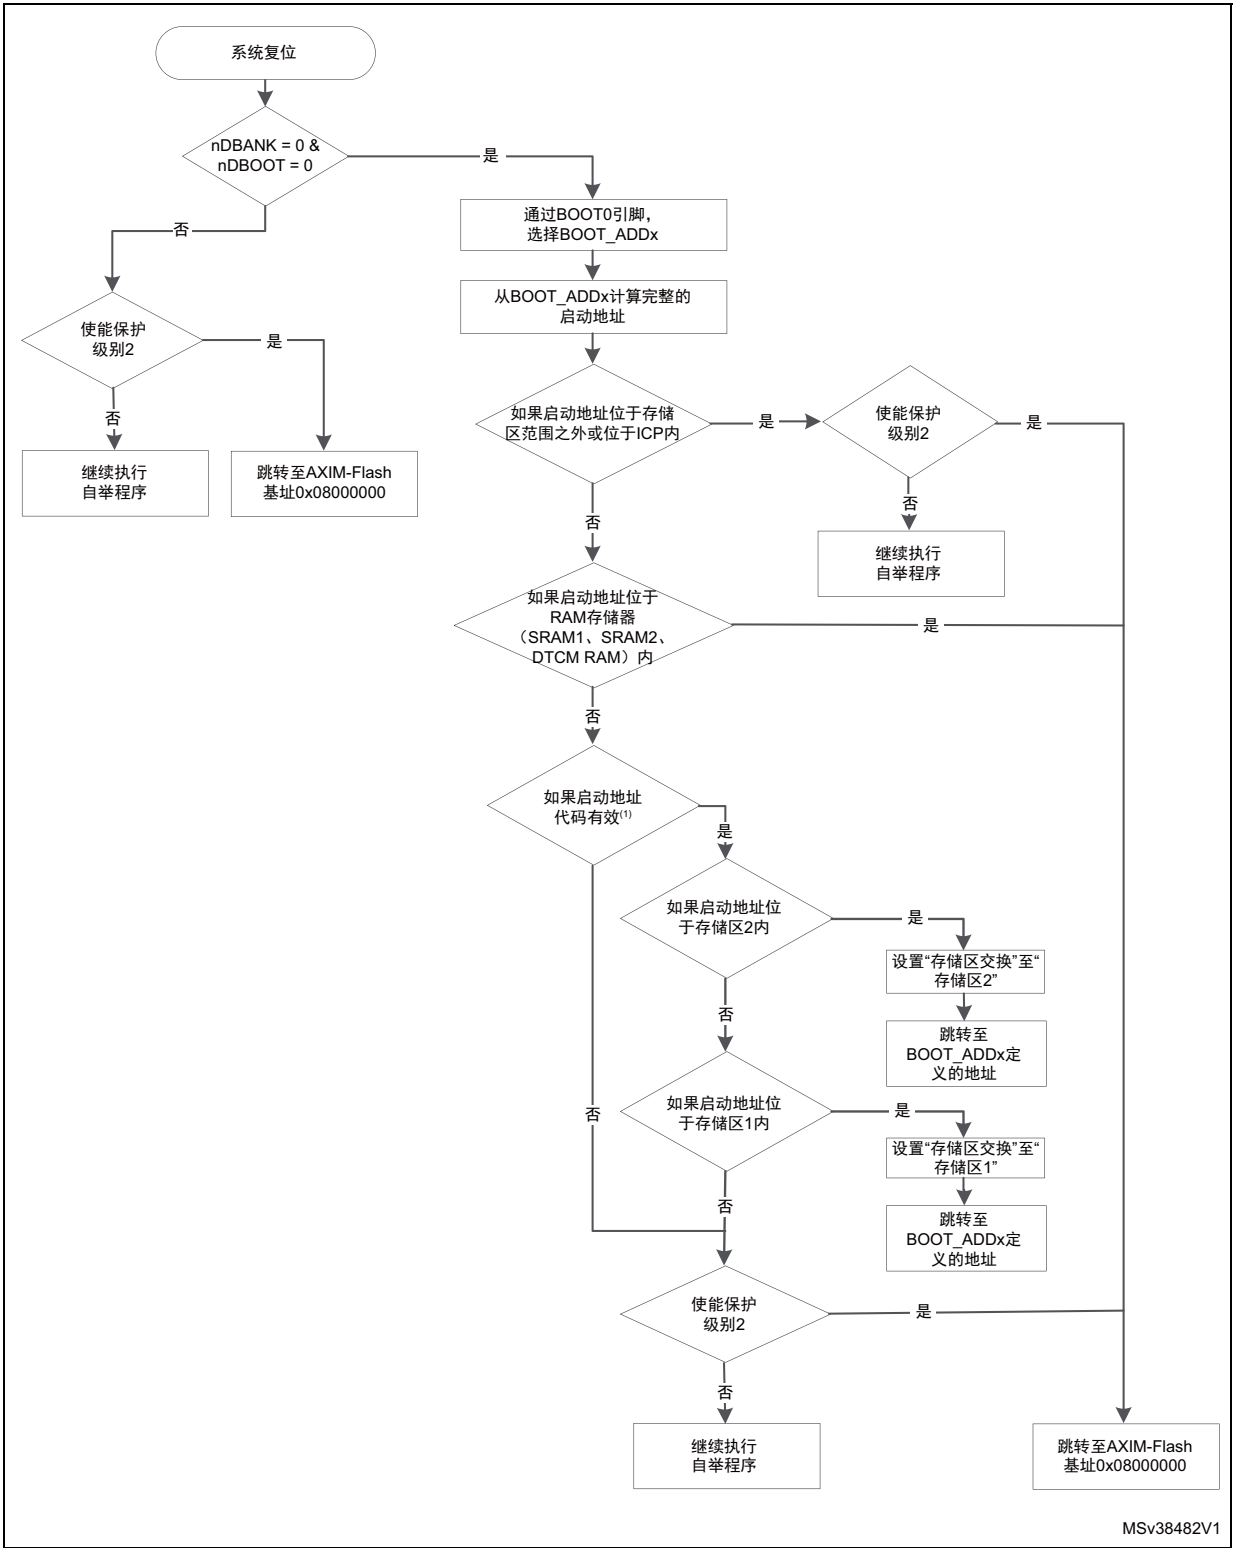 系统复位
nDBANK = 0 &
nDBOOT = 0
是
否
通过BOOT0引脚，
选择BOOT_ADDx
从BOOT_ADDx计算完整的
启动地址
使能保护
级别2
是
否
继续执行
自举程序
跳转至AXIM-Flash
基址0x08000000
如果启动地址位于存储
区范围之外或位于ICP内
是
使能保护
级别2
是
否
继续执行
自举程序
否
如果启动地址位于
RAM存储器
（SRAM1、SRAM2、
DTCM RAM）内
是
否
如果启动地址
代码有效(1)
是
如果启动地址位
于存储区2内
是
设置“存储区交换”至“
存储区2”
跳转至
BOOT_ADDx定
义的地址
否
如果启动地址位
于存储区1内
是
设置“存储区交换”至“
存储区1”
跳转至
BOOT_ADDx定
义的地址
否
否
使能保护
级别2
是
否
继续执行
自举程序
跳转至AXIM-Flash
基址0x08000000
MSv38482V1